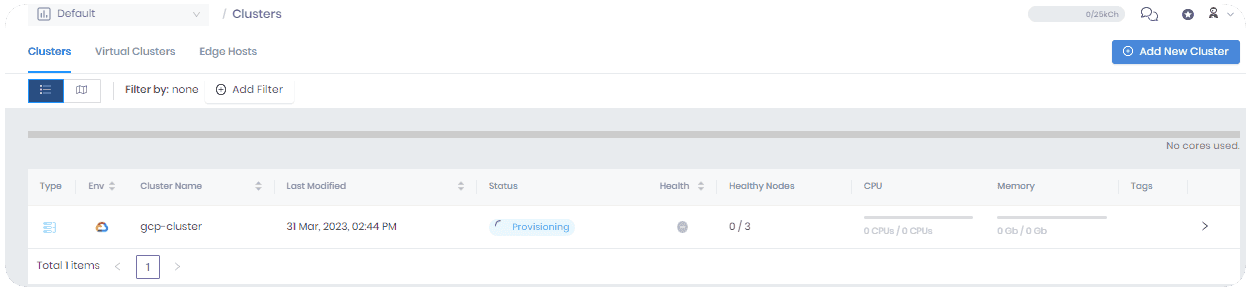 Default / Clusters 0/25kCh
Clusters Virtual Clusters Edge Hosts Add New Cluster
Filter by: none Add Filter
No cores used.
Type Env Cluster Name Last Modified Status Health Healthy Nodes CPU Memory Tags
gcp-cluster 31 Mar, 2023, 02:44 PM Provisioning 0 / 3 0 CPUs / 0 CPUs 0 Gb / 0 Gb
Total 1 items 1